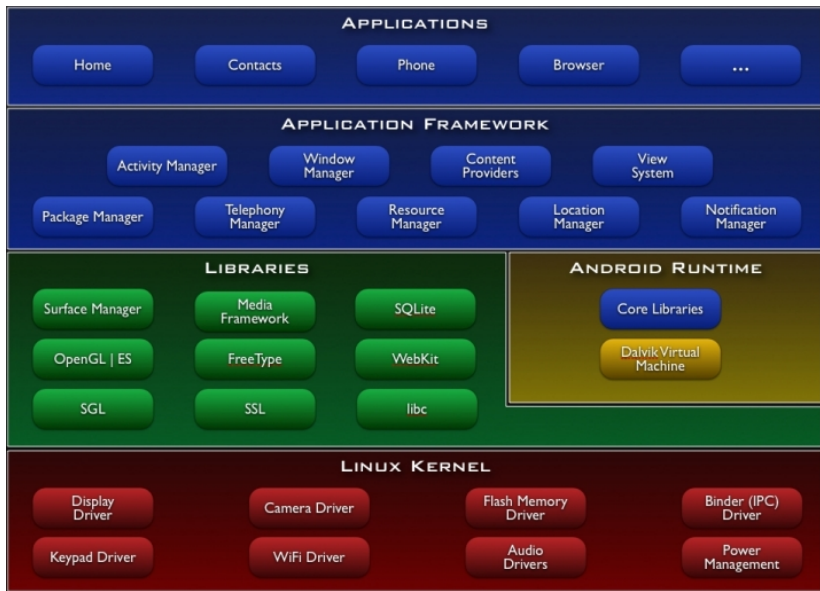 APPLICATIONS
Home
Contacts
Phone
Browser
...
APPLICATION FRAMEWORK
Activity Manager
Window
Manager
Content
Providers
View
System
Package Manager
Telephony
Manager
Resource
Manager
Location
Manager
Notification
Manager
LIBRARIES
Surface Manager
Media
Framework
SQLite
OpenGL | ES
FreeType
WebKit
SGL
SSL
libc
ANDROID RUNTIME
Core Libraries
Dalvik Virtual
Machine
LINUX KERNEL
Display
Driver
Camera Driver
Flash Memory
Driver
Binder (IPC)
Driver
Keypad Driver
WiFi Driver
Audio
Drivers
Power
Management